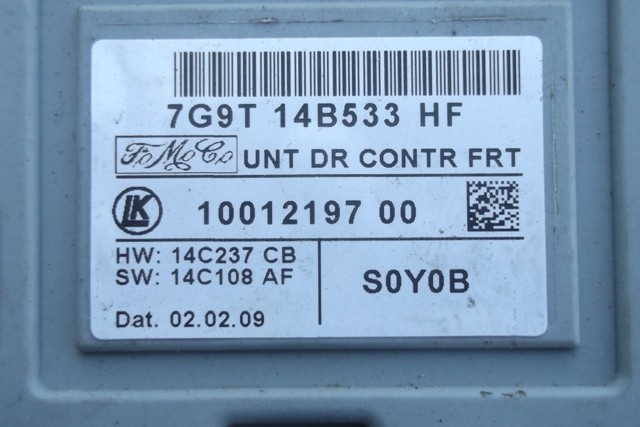 7G9T 14B533 HF
FoMoCo UNT DR CONTR FRT
LK 10012197 00
HW: 14C237 CB
SW: 14C108 AF
S0Y0B
Dat. 02.02.09